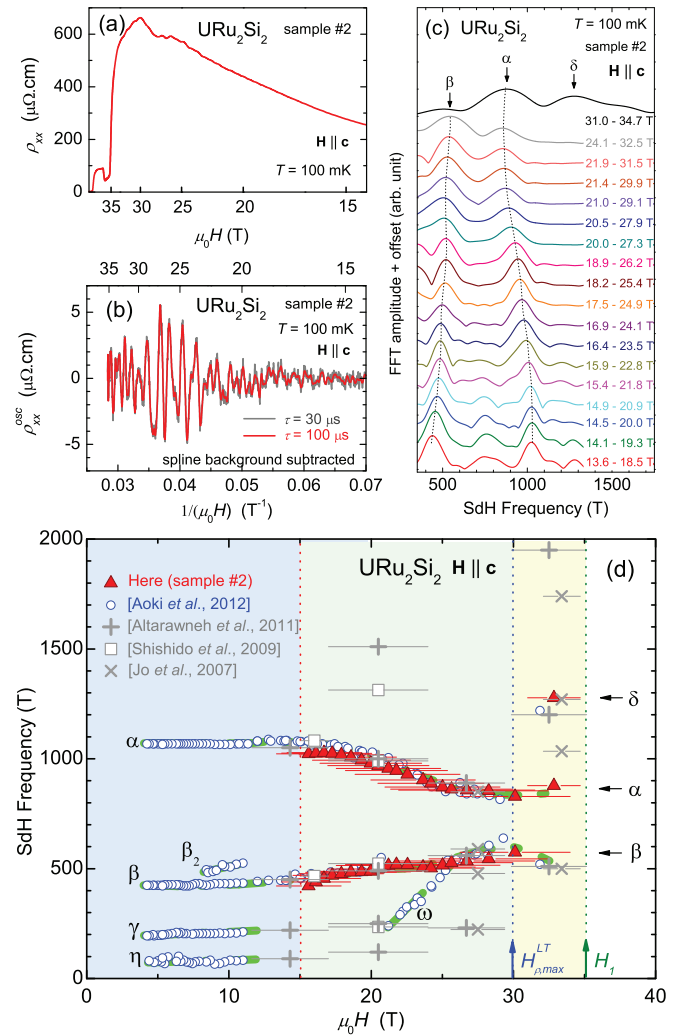 (a)
URu2Si2
sample #2
600
400
200
0
ρxx (μΩ.cm)
H || c
T = 100 mK
35 30 25 20 15
μ0H (T)
35 30 25 20 15
(b)
URu2Si2
sample #2
T = 100 mK
H || c
5
0
-5
ρxx^osc (μΩ.cm)
τ = 30 μs
τ = 100 μs
spline background subtracted
0.03 0.04 0.05 0.06 0.07
1/(μ0H) (T⁻¹)
(c)
URu2Si2
T = 100 mK
sample #2
H || c
β
α
δ
31.0 - 34.7 T
24.1 - 32.5 T
21.9 - 31.5 T
21.4 - 29.9 T
21.0 - 29.1 T
20.5 - 27.9 T
20.0 - 27.3 T
18.9 - 26.2 T
18.2 - 25.4 T
17.5 - 24.9 T
16.9 - 24.1 T
16.4 - 23.5 T
15.9 - 22.8 T
15.4 - 21.8 T
14.9 - 20.9 T
14.5 - 20.0 T
14.1 - 19.3 T
13.6 - 18.5 T
FFT amplitude + offset (arb. unit)
500 1000 1500
SdH Frequency (T)
2000
1500
1000
500
0
SdH Frequency (T)
URu2Si2 H || c
(d)
Here (sample #2)
[Aoki et al., 2012]
[Altarawneh et al., 2011]
[Shishido et al., 2009]
[Jo et al., 2007]
δ
α
α
β2
β
β
ω
γ
η
H^LT ρ,max
H1
0 10 20 30 40
μ0H (T)